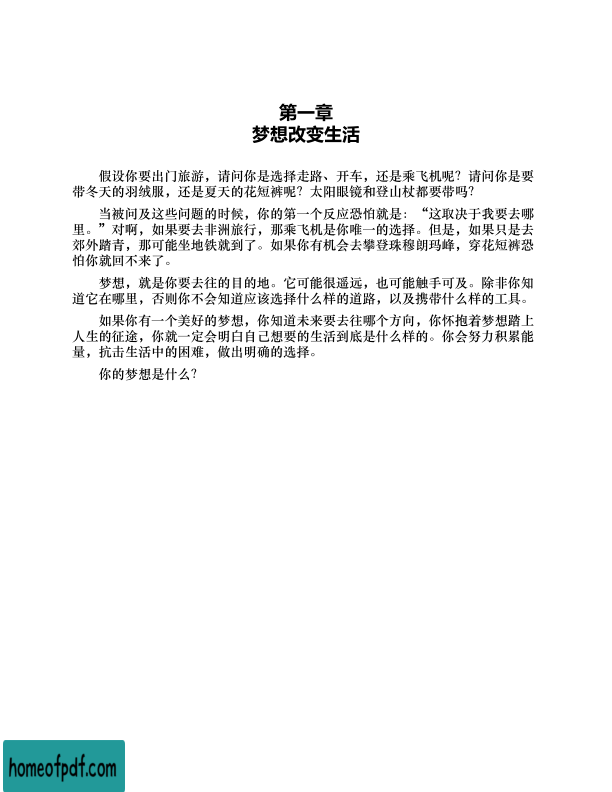 第一章
梦想改变生活
假设你要出门旅游，请问你是选择走路、开车，还是乘飞机呢？请问你是要
带冬天的羽绒服，还是夏天的花短裤呢？太阳眼镜和登山杖都要带吗？
当被问及这些问题的时候，你的第一个反应恐怕就是：“这取决于我要去哪
里。”对啊，如果要去非洲旅行，那乘飞机是你唯一的选择。但是，如果只是去
郊外踏青，那可能坐地铁就到了。如果你有机会去攀登珠穆朗玛峰，穿花短裤恐
怕你就回不来了。
梦想，就是你要去往的目的地。它可能很遥远，也可能触手可及。除非你知
道它在哪里，否则你不会知道应该选择什么样的道路，以及携带什么样的工具。
如果你有一个美好的梦想，你知道未来要去往哪个方向，你怀抱着梦想踏上
人生的征途，你就一定会明白自己想要的生活到底是什么样的。你会努力积累能
量，抗击生活中的困难，做出明确的选择。
你的梦想是什么？
homeofpdf.com